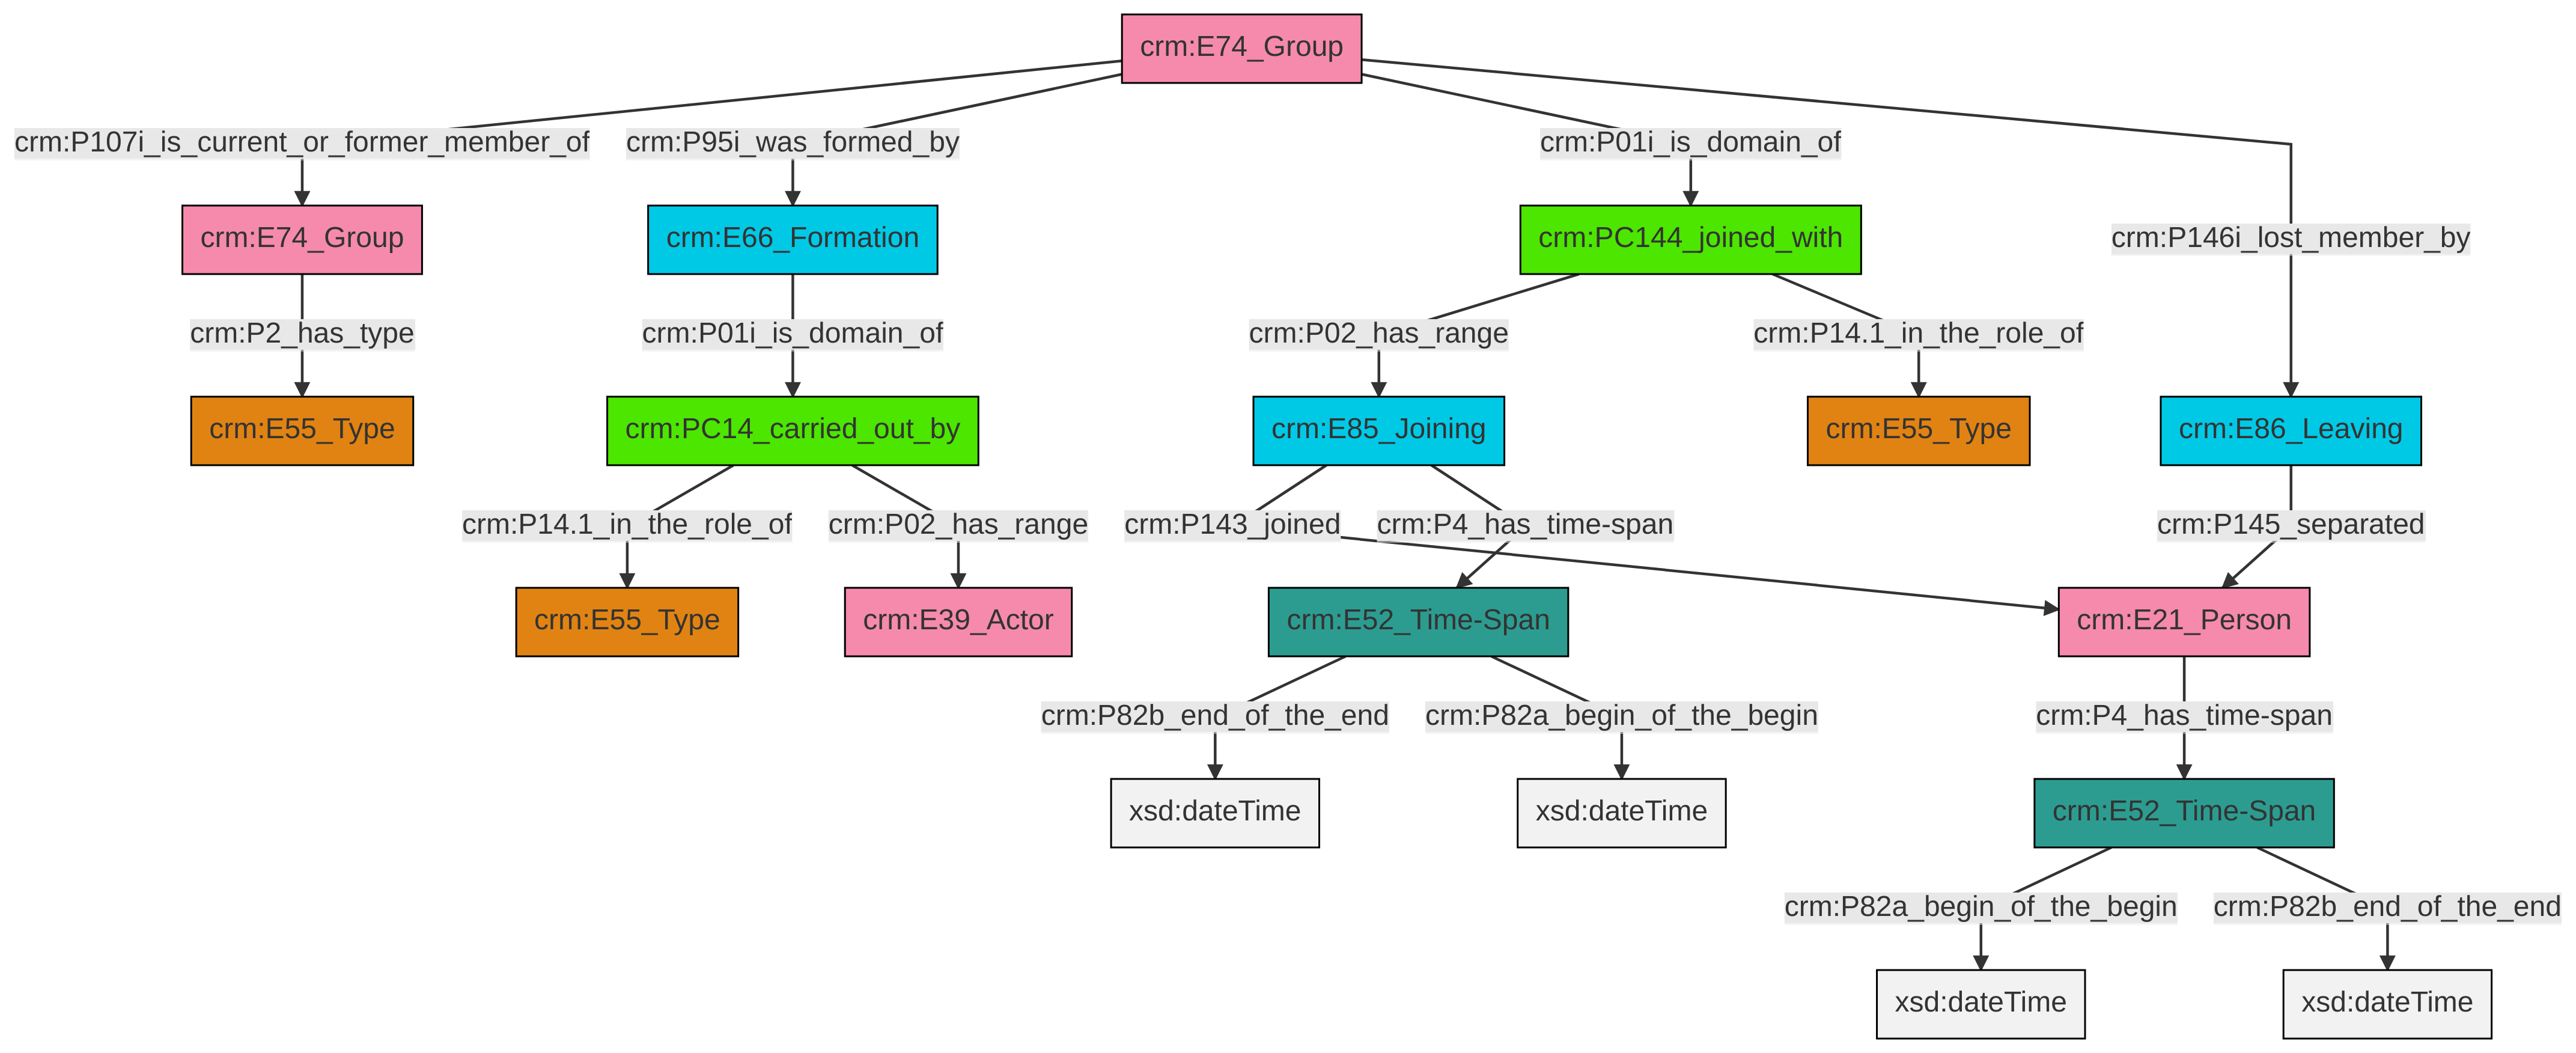 crm:E74_Group
crm:P107i_is_current_or_former_member_of
crm:P95i_was_formed_by
crm:P01i_is_domain_of
crm:E74_Group
crm:E66_Formation
crm:PC144_joined_with
crm:P146i_lost_member_by
crm:P2_has_type
crm:P01i_is_domain_of
crm:P02_has_range
crm:P14.1_in_the_role_of
crm:E55_Type
crm:PC14_carried_out_by
crm:E85_Joining
crm:E55_Type
crm:E86_Leaving
crm:P14.1_in_the_role_of
crm:P02_has_range
crm:P143_joined
crm:P4_has_time-span
crm:P145_separated
crm:E55_Type
crm:E39_Actor
crm:E52_Time-Span
crm:E21_Person
crm:P82b_end_of_the_end
crm:P82a_begin_of_the_begin
crm:P4_has_time-span
xsd:dateTime
xsd:dateTime
crm:E52_Time-Span
crm:P82a_begin_of_the_begin
crm:P82b_end_of_the_end
xsd:dateTime
xsd:dateTime